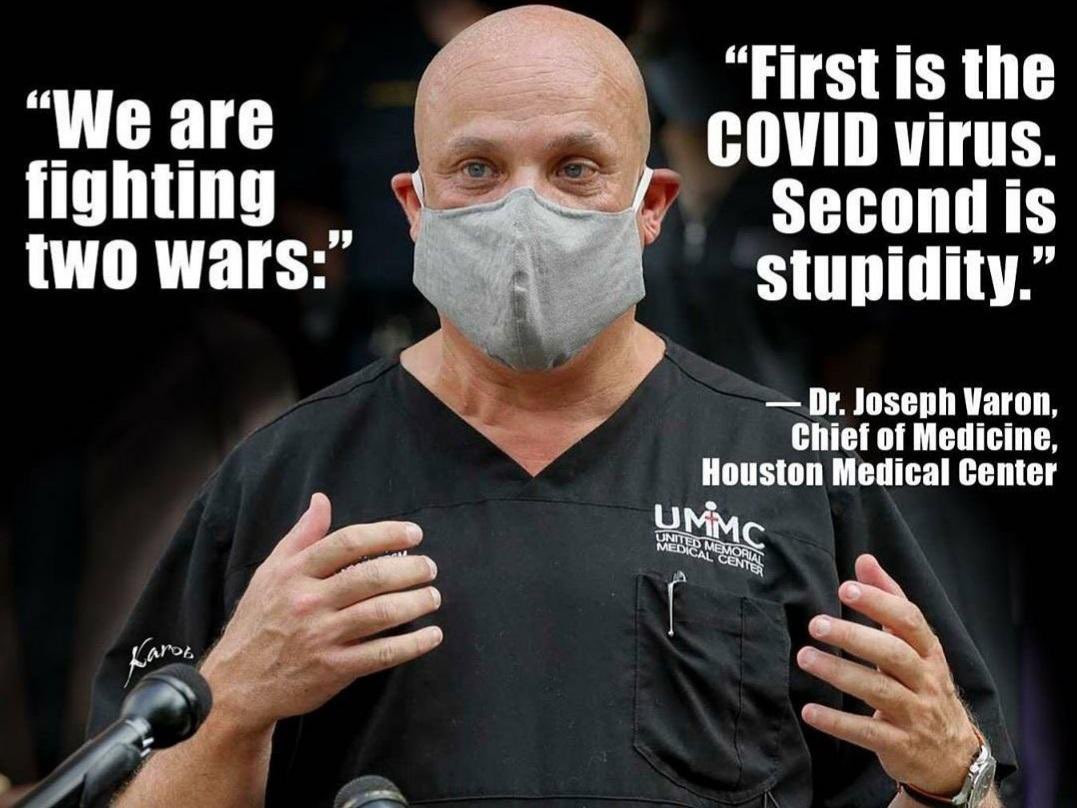 “We are
fighting
two wars:”
“First is the
COVID virus.
Second is
stupidity.”
— Dr. Joseph Varon,
Chief of Medicine,
Houston Medical Center
UMMC
UNITED MEMORIAL
MEDICAL CENTER